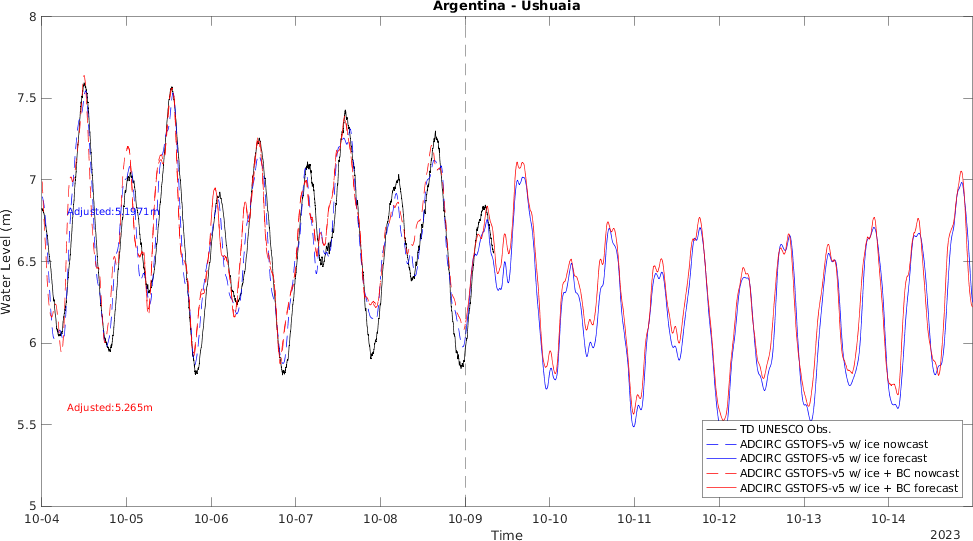 Argentina - Ushuaia
Water Level (m)
8
7.5
7
6.5
6
5.5
5
Adjusted:5.1971m
Adjusted:5.265m
TD UNESCO Obs.
ADCIRC GSTOFS-v5 w/ ice nowcast
ADCIRC GSTOFS-v5 w/ ice forecast
ADCIRC GSTOFS-v5 w/ ice + BC nowcast
ADCIRC GSTOFS-v5 w/ ice + BC forecast
10-04 10-05 10-06 10-07 10-08 10-09 10-10 10-11 10-12 10-13 10-14
Time
2023